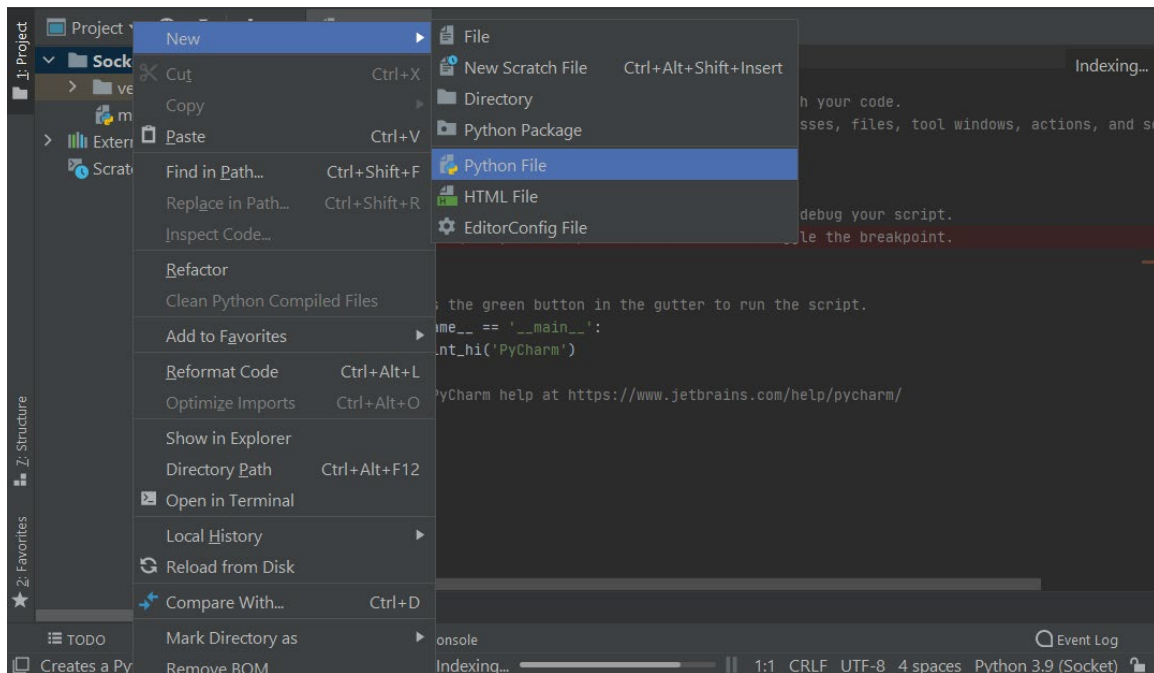 1: Project
Project
New
File
Sock
Cut Ctrl+X
New Scratch File Ctrl+Alt+Shift+Insert
Indexing...
Copy
Directory
h your code.
Paste Ctrl+V
Python Package
sses, files, tool windows, actions, and
Find in Path... Ctrl+Shift+F
Python File
Replace in Path... Ctrl+Shift+R
HTML File
Inspect Code...
EditorConfig File
debug your script.
le the breakpoint.
Refactor
Clean Python Compiled Files
s the green button in the gutter to run the script.
ame__ == '__main__':
Add to Favorites
int_hi('PyCharm')
Reformat Code Ctrl+Alt+L
Optimize Imports Ctrl+Alt+O
PyCharm help at https://www.jetbrains.com/help/pycharm/
Show in Explorer
Directory Path Ctrl+Alt+F12
Open in Terminal
Z: Structure
Local History
Reload from Disk
2: Favorites
Compare With... Ctrl+D
TODO
Mark Directory as
onsole
Event Log
Creates a Py
Remove BOM
Indexing...
1:1 CRLF UTF-8 4 spaces Python 3.9 (Socket)